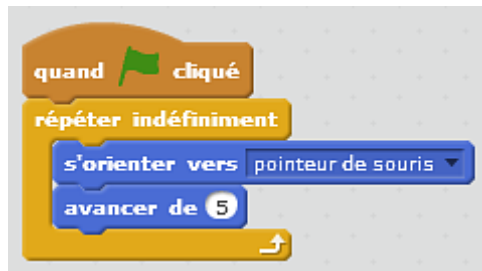 quand cliqué
répéter indéfiniment
s'orienter vers pointeur de souris
avancer de 5